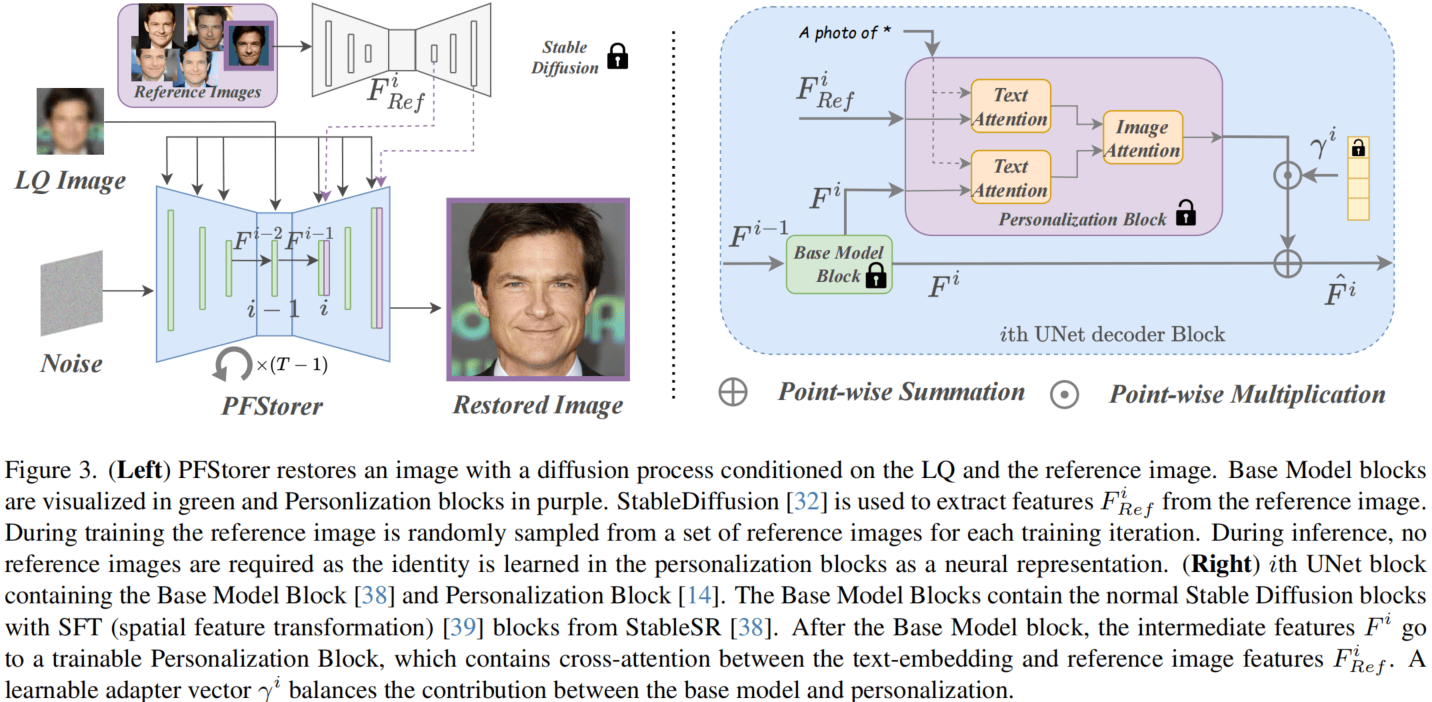 Reference Images
Stable
Diffusion
F^i_{Ref}
LQ Image
F^{i-2}
F^{i-1}
i - 1
i
Noise
×(T − 1)
PFStorer
Restored Image
A photo of *
F^i_{Ref}
Text
Attention
Image
Attention
γ^i
Text
Attention
F^i
Personalization Block
F^{i-1}
Base Model
Block
F^i
F̂^i
ith UNet decoder Block
Point-wise Summation
Point-wise Multiplication
Figure 3. (Left) PFStorer restores an image with a diffusion process conditioned on the LQ and the reference image. Base Model blocks
are visualized in green and Personlization blocks in purple. StableDiffusion [32] is used to extract features F^i_{Ref} from the reference image.
During training the reference image is randomly sampled from a set of reference images for each training iteration. During inference, no
reference images are required as the identity is learned in the personalization blocks as a neural representation. (Right) ith UNet block
containing the Base Model Block [38] and Personalization Block [14]. The Base Model Blocks contain the normal Stable Diffusion blocks
with SFT (spatial feature transformation) [39] blocks from StableSR [38]. After the Base Model block, the intermediate features F^i go
to a trainable Personalization Block, which contains cross-attention between the text-embedding and reference image features F^i_{Ref}. A
learnable adapter vector γ^i balances the contribution between the base model and personalization.